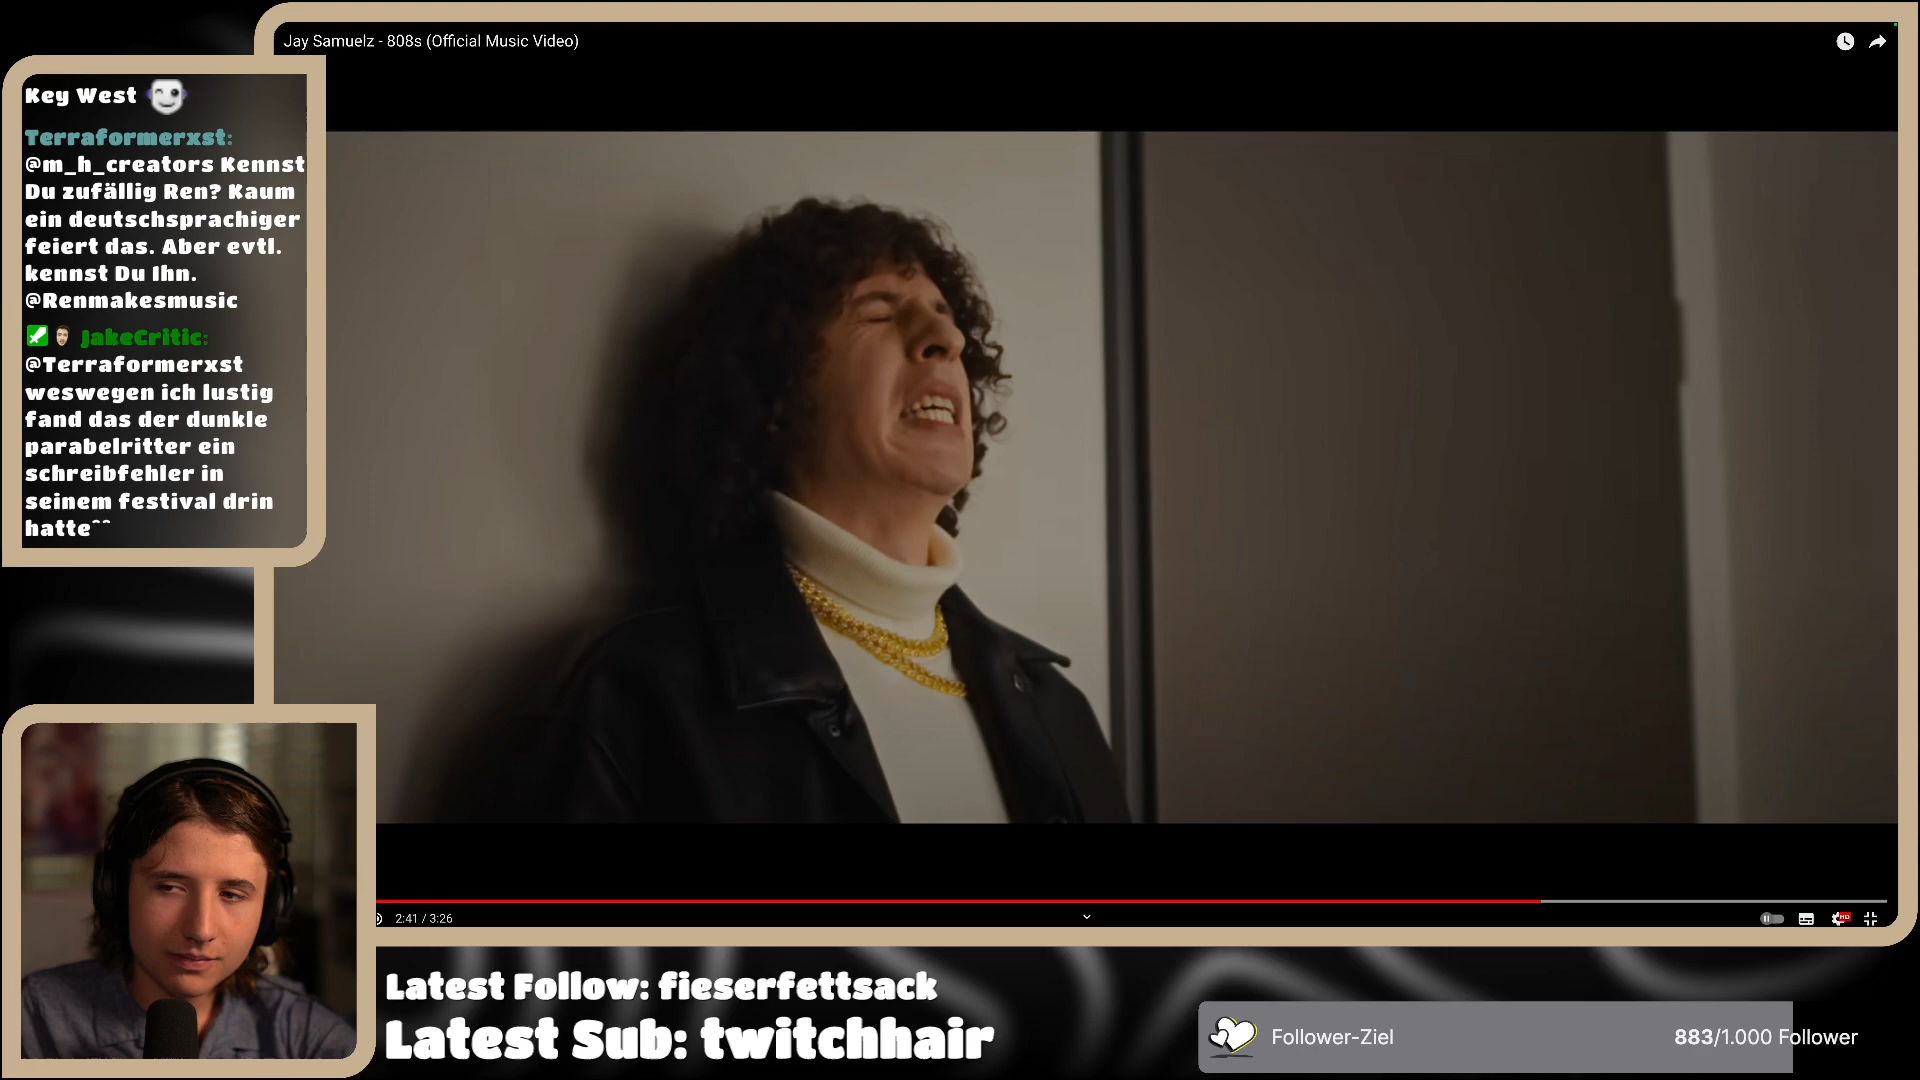 Jay Samuelz - 808s (Official Music Video)
Key West
Terraformerxst:
@m_h_creators Kennst
Du zufällig Ren? Kaum
ein deutschsprachiger
feiert das. Aber evtl.
kennst Du Ihn.
@Renmakesmusic
JakeCritic:
@Terraformerxst
weswegen ich lustig
fand das der dunkle
parabelritter ein
schreibfehler in
seinem festival drin
hatte^^
2:41 / 3:26
HD
Latest Follow: fieserfettsack
Latest Sub: twitchhair
Follower-Ziel
883/1.000 Follower